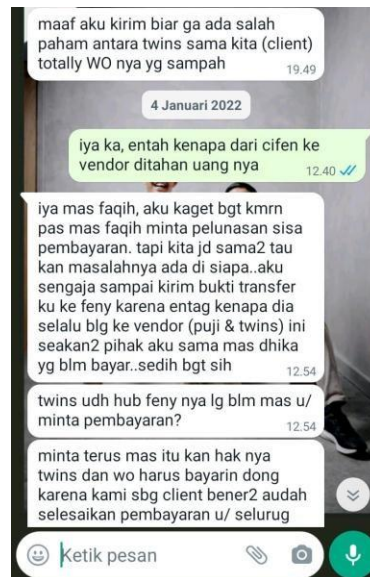 maaf aku kirim biar ga ada salah
paham antara twins sama kita (client)
totally WO nya yg sampah
19.49
4 Januari 2022
iya ka, entah kenapa dari cifen ke
vendor ditahan uang nya
12.40
iya mas faqih, aku kaget bgt kmrn
pas mas faqih minta pelunasan sisa
pembayaran. tapi kita jd sama2 tau
kan masalahnya ada di siapa..aku
sengaja sampai kirim bukti transfer
ku ke feny karena entag kenapa dia
selalu blg ke vendor (puji & twins) ini
seakan2 pihak aku sama mas dhika
yg blm bayar..sedih bgt sih
12.54
twins udh hub feny nya lg blm mas u/
minta pembayaran?
12.54
minta terus mas itu kan hak nya
twins dan wo harus bayarin dong
karena kami sbg client bener2 audah
selesaikan pembayaran u/ selurug
Ketik pesan